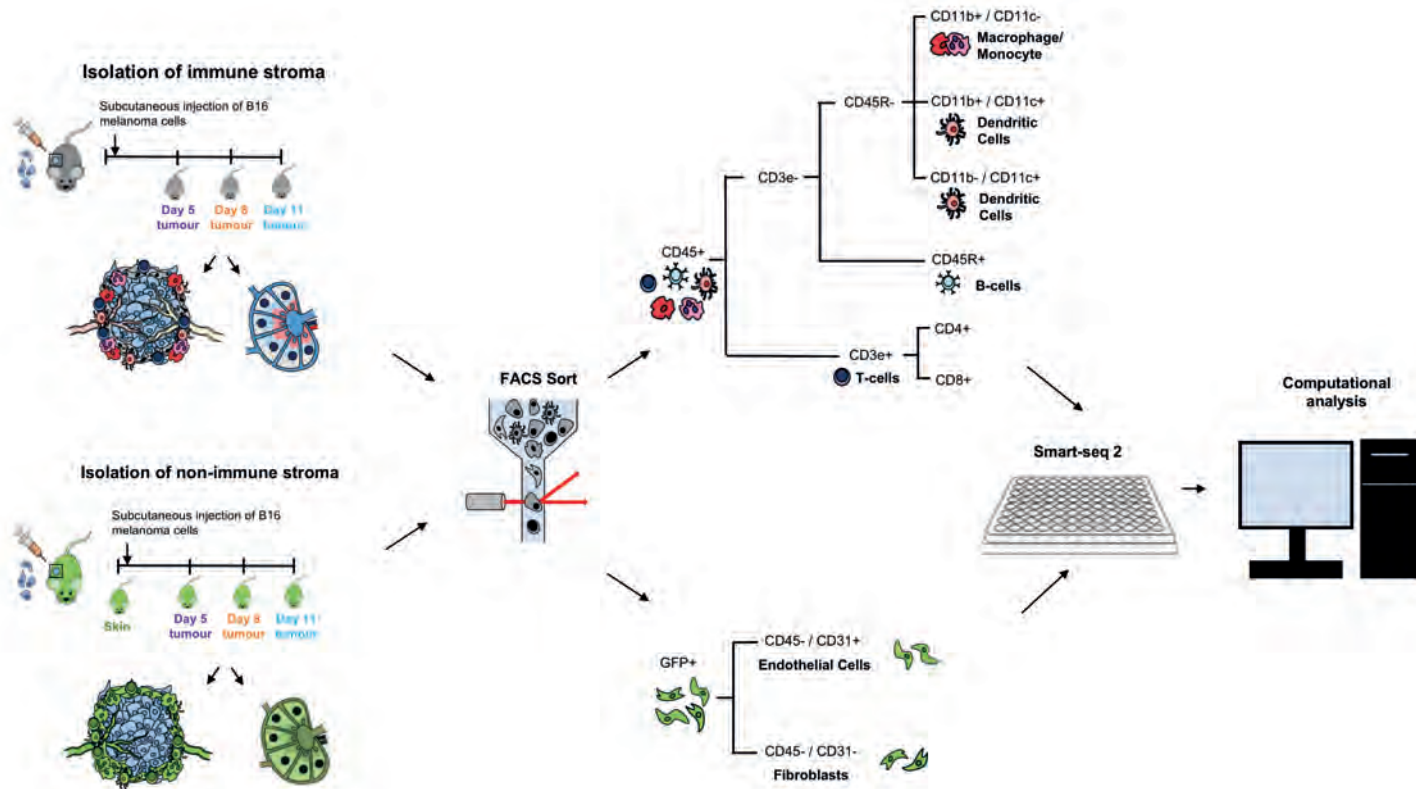 Isolation of immune stroma
Subcutaneous injection of B16
melanoma cells
Day 5
tumour
Day 8
tumour
Day 11
tumour
Isolation of non-immune stroma
Subcutaneous injection of B16
melanoma cells
Skin
Day 5
tumour
Day 8
tumour
Day 11
tumour
FACS Sort
CD45+
CD3e-
CD45R-
CD11b+ / CD11c-
Macrophage/
Monocyte
CD11b+ / CD11c+
Dendritic
Cells
CD11b- / CD11c+
Dendritic
Cells
CD45R+
B-cells
CD3e+
T-cells
CD4+
CD8+
GFP+
CD45- / CD31+
Endothelial Cells
CD45- / CD31-
Fibroblasts
Smart-seq 2
Computational
analysis